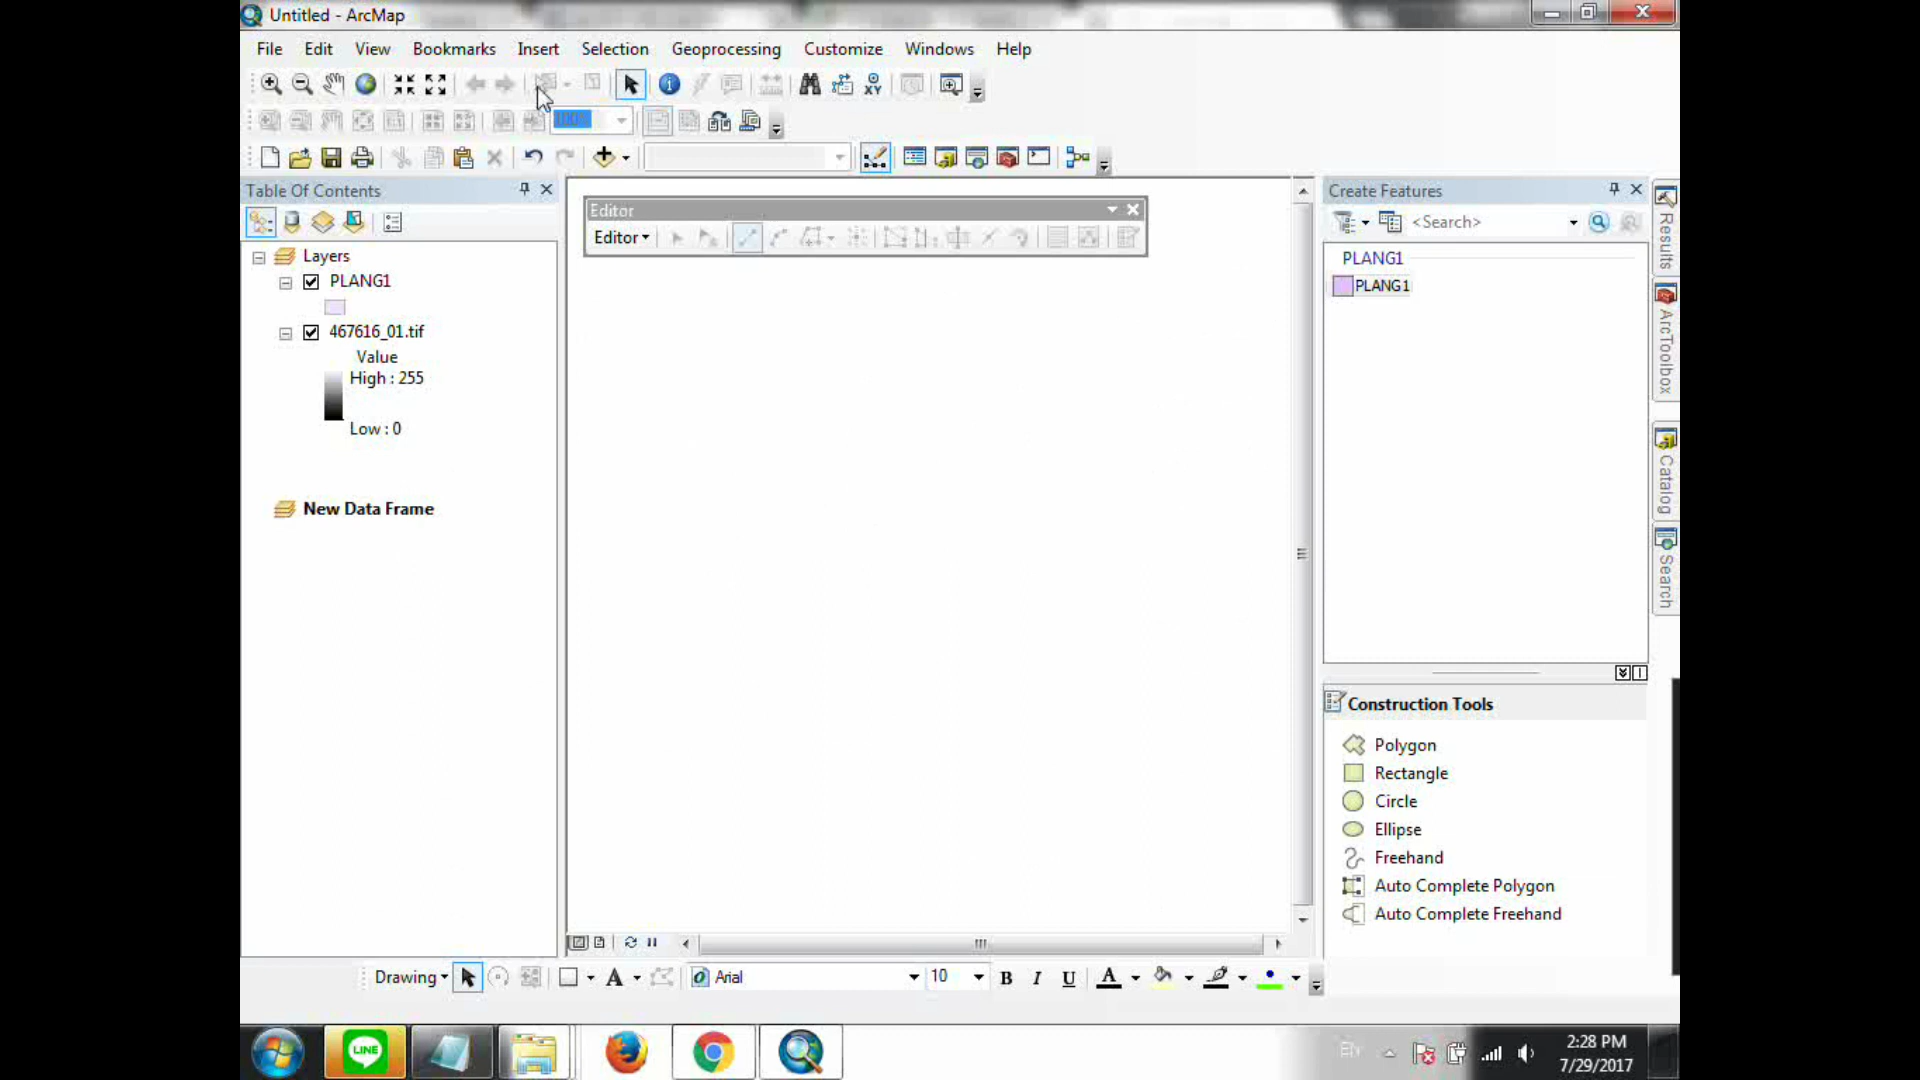 Untitled - ArcMap
File Edit View Bookmarks Insert Selection Geoprocessing Customize Windows Help
XY
Table Of Contents
Layers
PLANG1
467616_01.tif
Value
High : 255
Low : 0
New Data Frame
Editor
Editor
Create Features
<Search>
PLANG1
PLANG1
Results
ArcToolbox
Catalog
Search
Construction Tools
Polygon
Rectangle
Circle
Ellipse
Freehand
Auto Complete Polygon
Auto Complete Freehand
Drawing A Arial 10 B I U A
LINE
EN
2:28 PM
7/29/2017